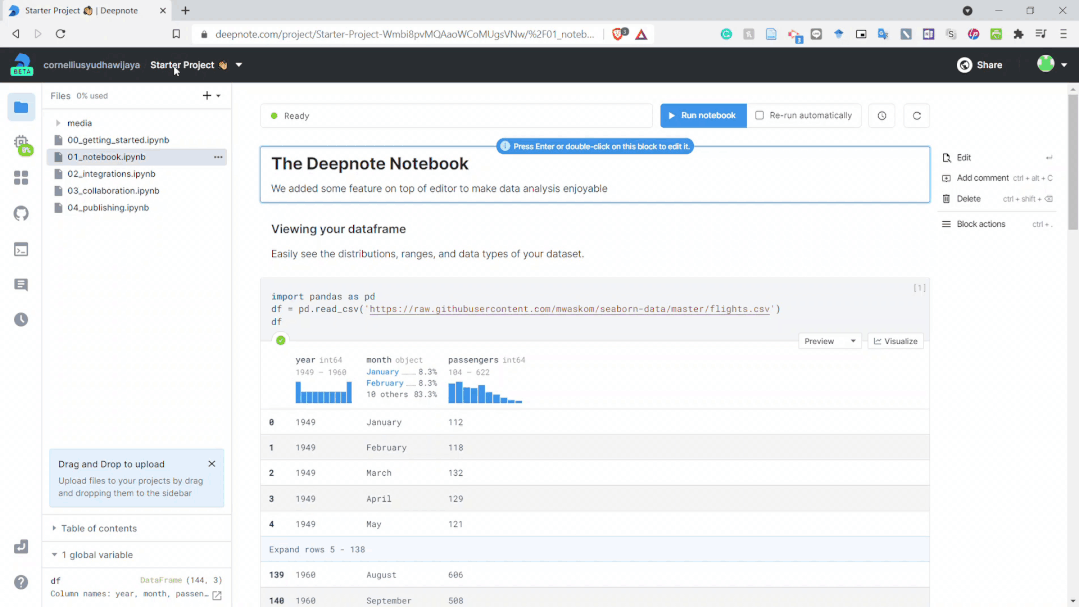 Starter Project 👋 | Deepnote
deepnote.com/project/Starter-Project-Wmbi8pvMQAaoWCoMUgsVNw/%2F01_noteb...
BETA
cornelliusyudhawijaya Starter Project 👋
Share
Files 0% used
media
00_getting_started.ipynb
01_notebook.ipynb
02_integrations.ipynb
03_collaboration.ipynb
04_publishing.ipynb
Drag and Drop to upload
Upload files to your projects by drag
and dropping them to the sidebar
Table of contents
1 global variable
df DataFrame (144, 3)
Column names: year, month, passen...
Ready
Run notebook
Re-run automatically
Press Enter or double-click on this block to edit it.
The Deepnote Notebook
We added some feature on top of editor to make data analysis enjoyable
Edit
Add comment ctrl + alt + C
Delete ctrl + shift +
Block actions ctrl + .
Viewing your dataframe
Easily see the distributions, ranges, and data types of your dataset.
[1]
import pandas as pd
df = pd.read_csv('https://raw.githubusercontent.com/mwaskom/seaborn-data/master/flights.csv')
df
Preview
Visualize
year int64 month object passengers int64
1949 – 1960 January 8.3% 104 – 622
February 8.3%
10 others 83.3%
0 1949 January 112
1 1949 February 118
2 1949 March 132
3 1949 April 129
4 1949 May 121
Expand rows 5 - 138
139 1960 August 606
140 1960 September 508